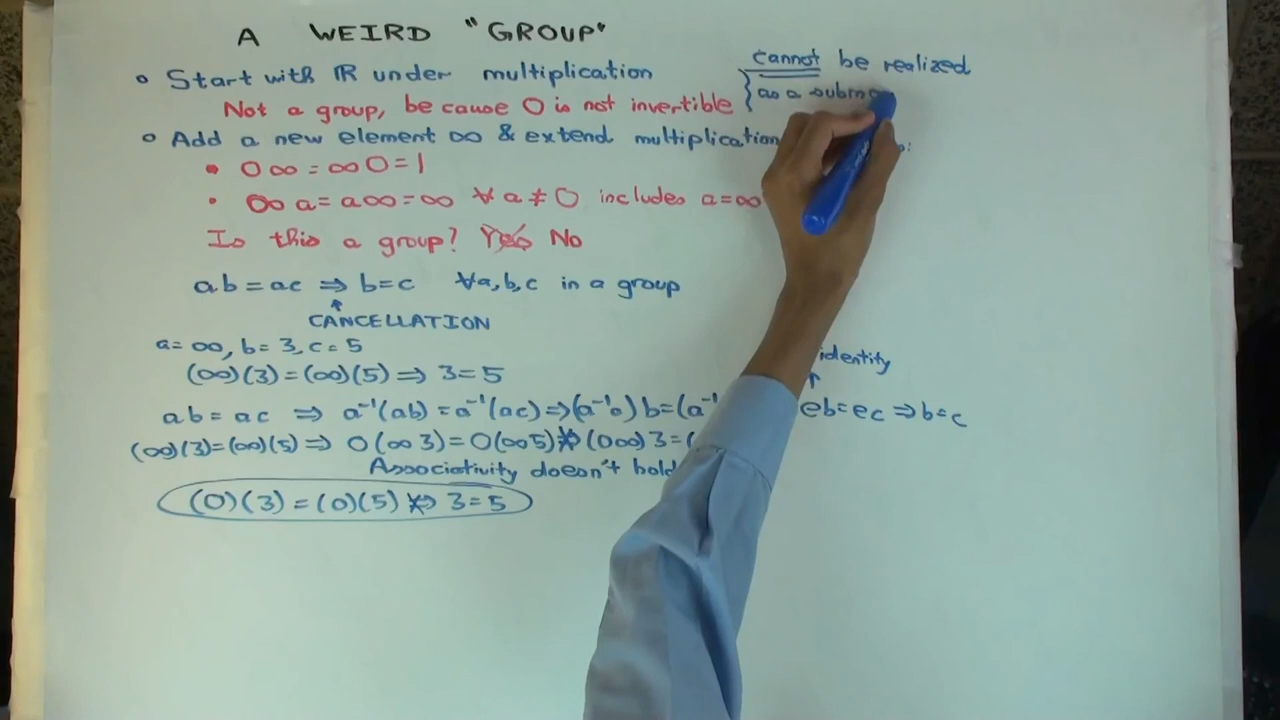 A WEIRD "GROUP"
cannot be realized
as a subm
Start with ℝ under multiplication
Not a group, because 0 is not invertible
Add a new element ∞ & extend multiplication
0∞ = ∞0 = 1
∞a = a∞ = ∞ ∀a ≠ 0 includes a = ∞
Is this a group? Yes No
ab = ac ⇒ b = c ∀a,b,c in a group
CANCELLATION
a = ∞, b = 3, c = 5
(∞)(3) = (∞)(5) ⇒ 3 = 5
identity
ab = ac ⇒ a⁻¹(ab) = a⁻¹(ac) ⇒ (a⁻¹a)b = (a⁻¹ eb = ec ⇒ b = c
(∞)(3) = (∞)(5) ⇒ 0(∞3) = 0(∞5) ⇏ (0∞)3 = (
Associativity doesn't hold
(0)(3) = (0)(5) ⇏ 3 = 5